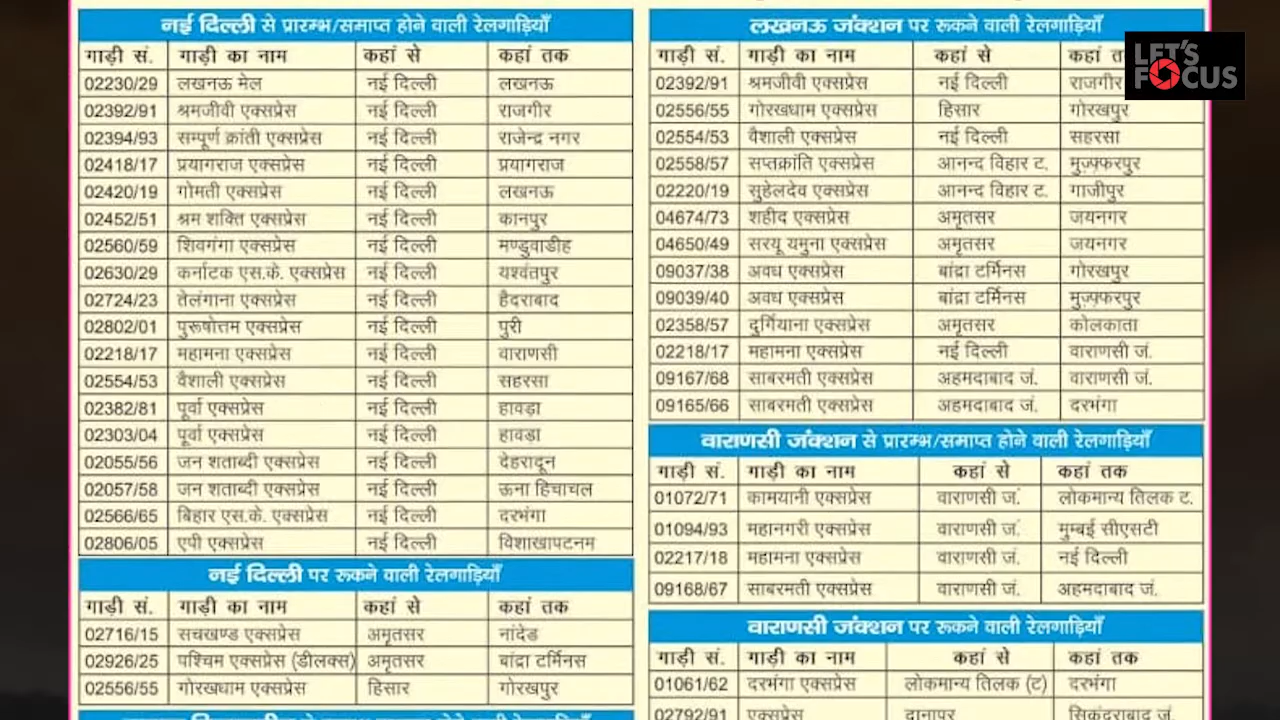 नई दिल्ली से प्रारम्भ/समाप्त होने वाली रेलगाड़ियाँ
गाड़ी सं. गाड़ी का नाम कहां से कहां तक
02230/29 लखनऊ मेल नई दिल्ली लखनऊ
02392/91 श्रमजीवी एक्सप्रेस नई दिल्ली राजगीर
02394/93 सम्पूर्ण क्रांती एक्सप्रेस नई दिल्ली राजेन्द्र नगर
02418/17 प्रयागराज एक्सप्रेस नई दिल्ली प्रयागराज
02420/19 गोमती एक्सप्रेस नई दिल्ली लखनऊ
02452/51 श्रम शक्ति एक्सप्रेस नई दिल्ली कानपुर
02560/59 शिवगंगा एक्सप्रेस नई दिल्ली मण्डुवाडीह
02630/29 कर्नाटक एस.के. एक्सप्रेस नई दिल्ली यश्वंतपुर
02724/23 तेलंगाना एक्सप्रेस नई दिल्ली हैदराबाद
02802/01 पुरूषोत्तम एक्सप्रेस नई दिल्ली पुरी
02218/17 महामना एक्सप्रेस नई दिल्ली वाराणसी
02554/53 वैशाली एक्सप्रेस नई दिल्ली सहरसा
02382/81 पूर्वा एक्सप्रेस नई दिल्ली हावड़ा
02303/04 पूर्वा एक्सप्रेस नई दिल्ली हावड़ा
02055/56 जन शताब्दी एक्सप्रेस नई दिल्ली देहरादून
02057/58 जन शताब्दी एक्सप्रेस नई दिल्ली ऊना हिचाचल
02566/65 बिहार एस.के. एक्सप्रेस नई दिल्ली दरभंगा
02806/05 एपी एक्सप्रेस नई दिल्ली विशाखापटनम
नई दिल्ली पर रूकने वाली रेलगाड़ियाँ
गाड़ी सं. गाड़ी का नाम कहां से कहां तक
02716/15 सचखण्ड एक्सप्रेस अमृतसर नांदेड
02926/25 पश्चिम एक्सप्रेस (डीलक्स) अमृतसर बांद्रा टर्मिनस
02556/55 गोरखधाम एक्सप्रेस हिसार गोरखपुर
लखनऊ जंक्शन पर रूकने वाली रेलगाड़ियाँ
गाड़ी सं. गाड़ी का नाम कहां से कहां
02392/91 श्रमजीवी एक्सप्रेस नई दिल्ली राजगीर
02556/55 गोरखधाम एक्सप्रेस हिसार गोरखपुर
02554/53 वैशाली एक्सप्रेस नई दिल्ली सहरसा
02558/57 सप्तक्रांति एक्सप्रेस आनन्द विहार ट. मुज़्फ़्फरपुर
02220/19 सुहेलदेव एक्सप्रेस आनन्द विहार ट. गाजीपुर
04674/73 शहीद एक्सप्रेस अमृतसर जयनगर
04650/49 सरयू यमुना एक्सप्रेस अमृतसर जयनगर
09037/38 अवध एक्सप्रेस बांद्रा टर्मिनस गोरखपुर
09039/40 अवध एक्सप्रेस बांद्रा टर्मिनस मुज़्फ़्फरपुर
02358/57 दुर्गियाना एक्सप्रेस अमृतसर कोलकाता
02218/17 महामना एक्सप्रेस नई दिल्ली वाराणसी जं.
09167/68 साबरमती एक्सप्रेस अहमदाबाद जं. वाराणसी जं.
09165/66 साबरमती एक्सप्रेस अहमदाबाद जं. दरभंगा
वाराणसी जंक्शन से प्रारम्भ/समाप्त होने वाली रेलगाड़ियाँ
गाड़ी सं. गाड़ी का नाम कहां से कहां तक
01072/71 कामयानी एक्सप्रेस वाराणसी जं. लोकमान्य तिलक ट.
01094/93 महानगरी एक्सप्रेस वाराणसी जं. मुम्बई सीएसटी
02217/18 महामना एक्सप्रेस वाराणसी जं. नई दिल्ली
09168/67 साबरमती एक्सप्रेस वाराणसी जं. अहमदाबाद जं.
वाराणसी जंक्शन पर रूकने वाली रेलगाड़ियाँ
गाड़ी सं. गाड़ी का नाम कहां से कहां तक
01061/62 दरभंगा एक्सप्रेस लोकमान्य तिलक (ट) दरभंगा
02792/91 एक्सप्रेस दानापुर सिकंदराबाद जं.
LET'S
FOCUS